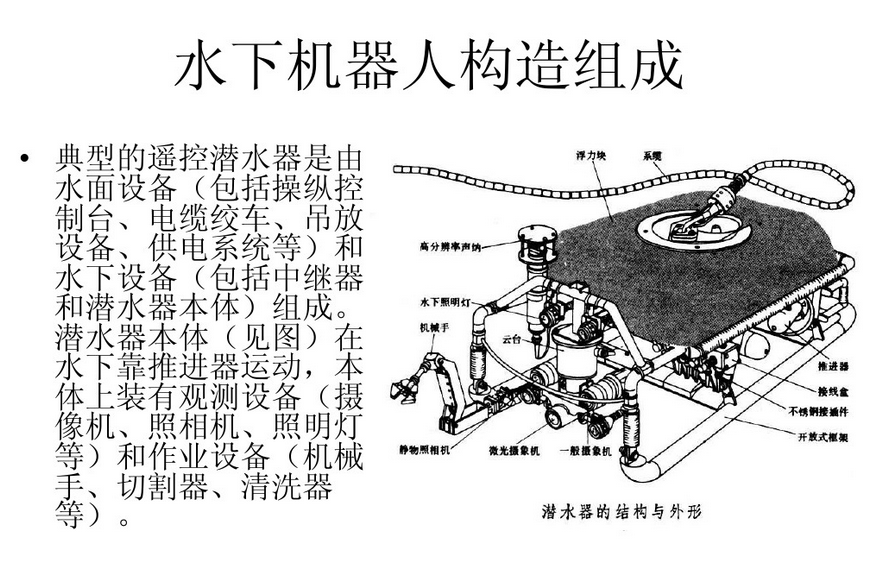 水下机器人构造组成
• 典型的遥控潜水器是由
水面设备（包括操纵控
制台、电缆绞车、吊放
设备、供电系统等）和
水下设备（包括中继器
和潜水器本体）组成。
潜水器本体（见图）在
水下靠推进器运动，本
体上装有观测设备（摄
像机、照相机、照明灯
等）和作业设备（机械
手、切割器、清洗器
等）。
浮力块
系缆
高分辨率声呐
水下照明灯
机械手
云台
推进器
接线盒
不锈钢接插件
开放式框架
静物照相机
微光摄象机
一般摄象机
潜水器的结构与外形